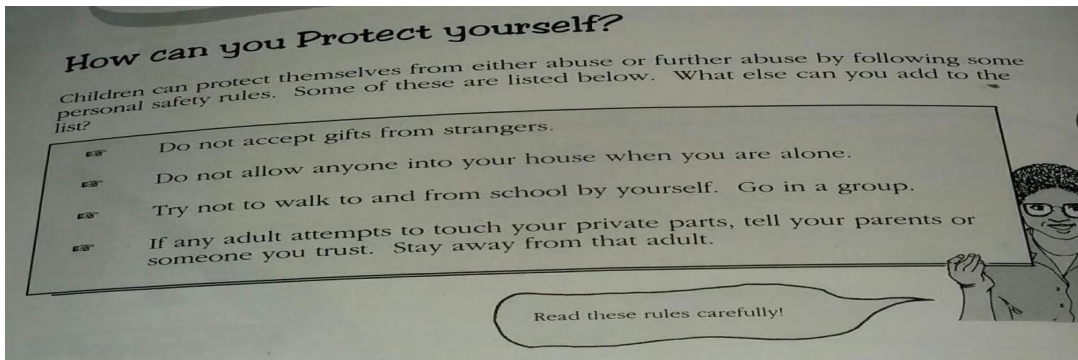 How can you Protect yourself?
Children can protect themselves from either abuse or further abuse by following some
personal safety rules. Some of these are listed below. What else can you add to the
list?
☞ Do not accept gifts from strangers.
☞ Do not allow anyone into your house when you are alone.
☞ Try not to walk to and from school by yourself. Go in a group.
☞ If any adult attempts to touch your private parts, tell your parents or
someone you trust. Stay away from that adult.
Read these rules carefully!